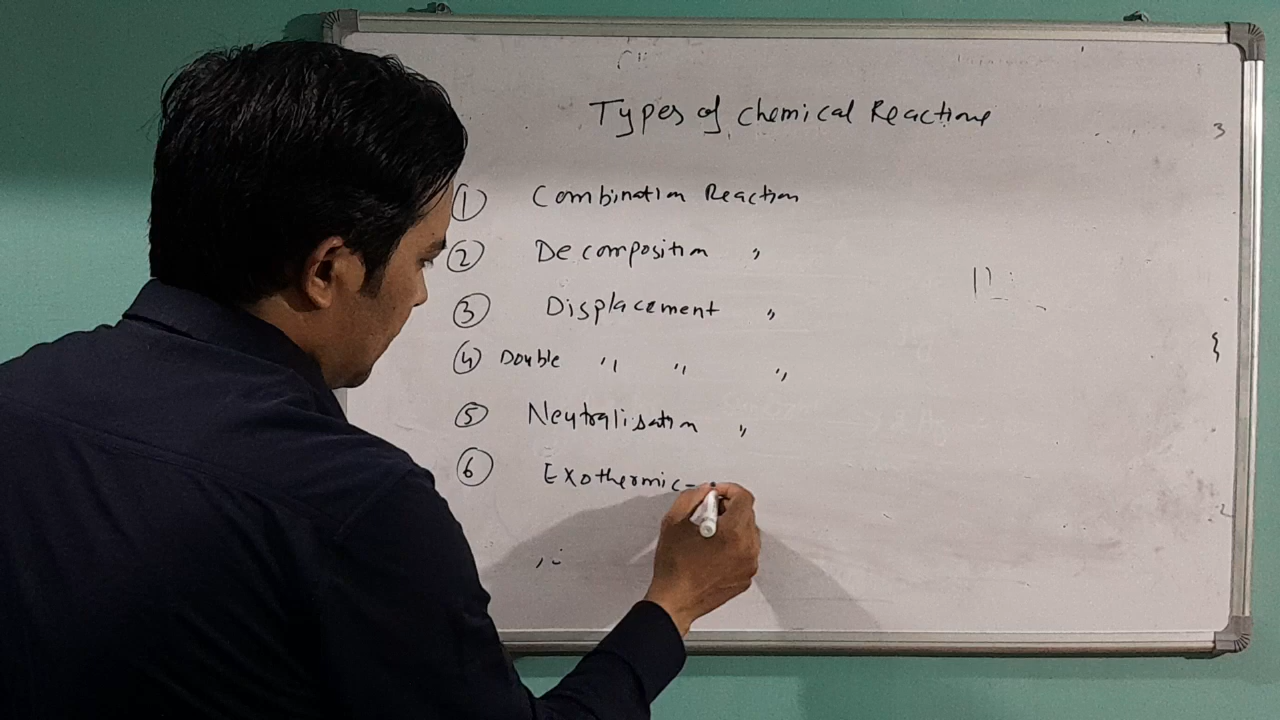 Types of Chemical Reactions
① Combination Reaction
② Decomposition "
③ Displacement "
④ Double " " "
⑤ Neutralisation "
⑥ Exothermic-